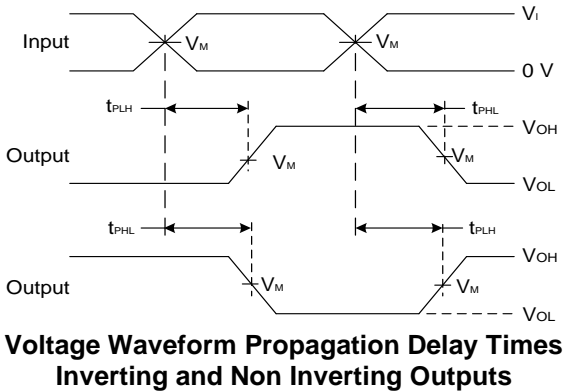 VI
Input VM VM
0 V
tPLH tPHL
VOH
Output VM VM
VOL
tPHL tPLH
VOH
Output VM VM
VOL
Voltage Waveform Propagation Delay Times
Inverting and Non Inverting Outputs